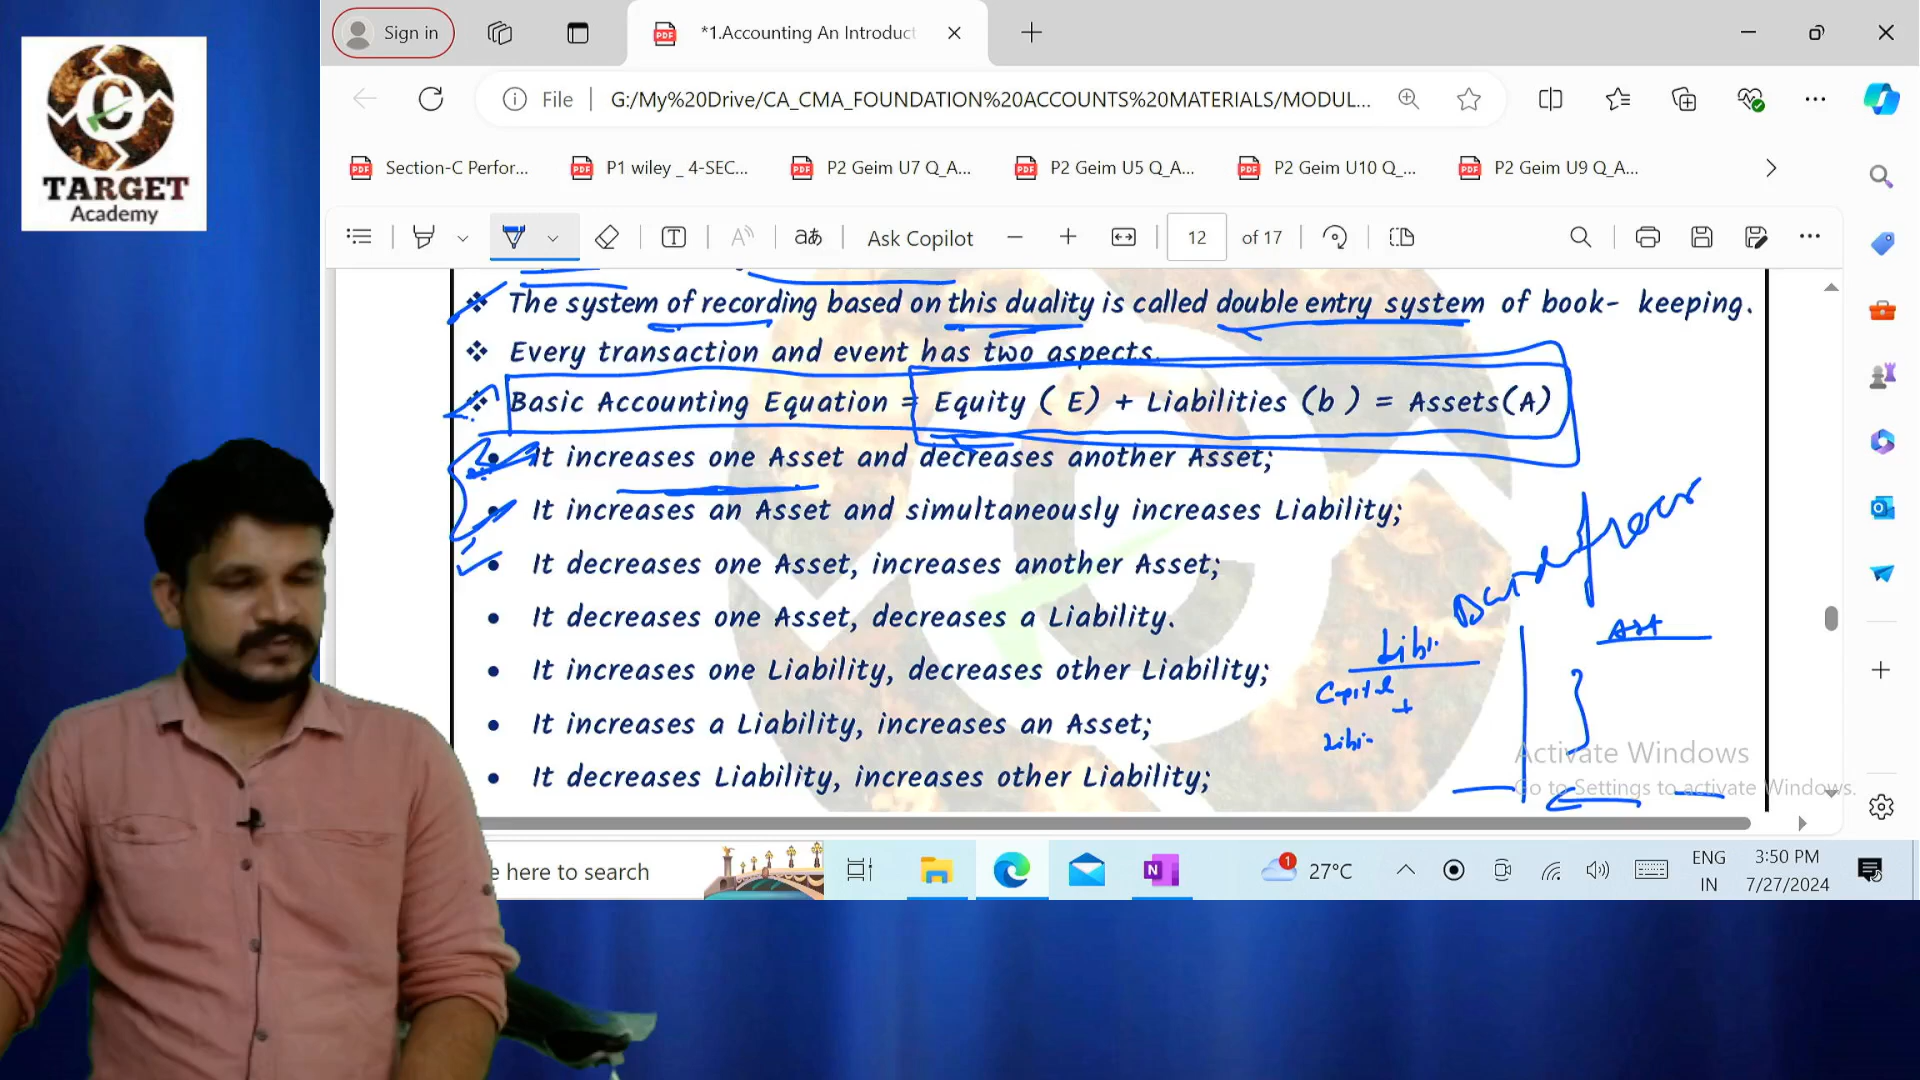 Sign in
*1.Accounting An Introduct
File
G:/My%20Drive/CA_CMA_FOUNDATION%20ACCOUNTS%20MATERIALS/MODUL...
Section-C Perfor...
P1 wiley _ 4-SEC...
P2 Geim U7 Q_A...
P2 Geim U5 Q_A...
P2 Geim U10 Q_...
P2 Geim U9 Q_A...
Ask Copilot
12 of 17
TARGET
Academy
The system of recording based on this duality is called double entry system of book- keeping.
Every transaction and event has two aspects.
Basic Accounting Equation = Equity ( E) + Liabilities (b ) = Assets(A)
It increases one Asset and decreases another Asset;
It increases an Asset and simultaneously increases Liability;
It decreases one Asset, increases another Asset;
It decreases one Asset, decreases a Liability.
It increases one Liability, decreases other Liability;
It increases a Liability, increases an Asset;
It decreases Liability, increases other Liability;
Capital
+
Activate Windows
Go to Settings to activate Windows.
e here to search
1
27°C
ENG
IN
3:50 PM
7/27/2024